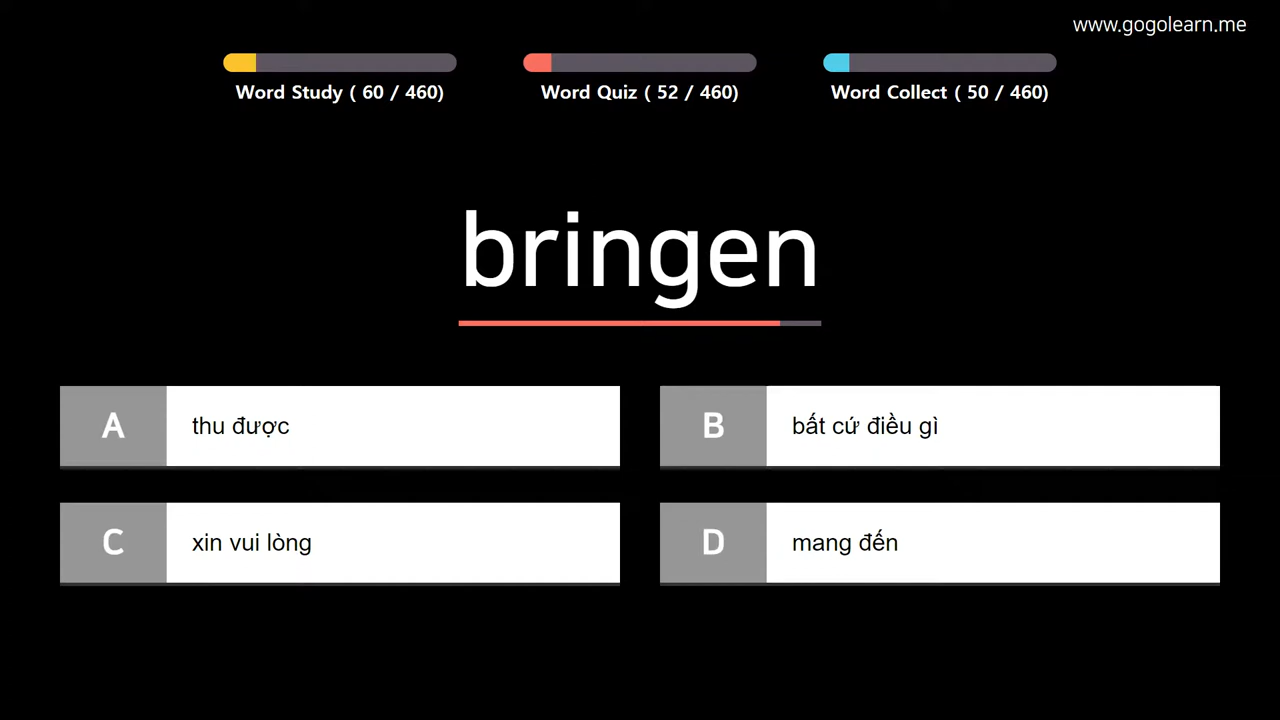 www.gogolearn.me
Word Study ( 60 / 460)
Word Quiz ( 52 / 460)
Word Collect ( 50 / 460)
bringen
A thu được
B bất cứ điều gì
C xin vui lòng
D mang đến